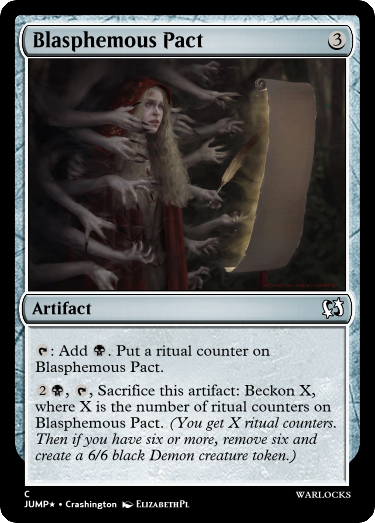 Blasphemous Pact 3
Artifact
: Add . Put a ritual counter on
Blasphemous Pact.
2, , Sacrifice this artifact: Beckon X,
where X is the number of ritual counters on
Blasphemous Pact. (You get X ritual counters.
Then if you have six or more, remove six and
create a 6/6 black Demon creature token.)
C WARLOCKS
JUMP★ • Crashington ElizabethPl